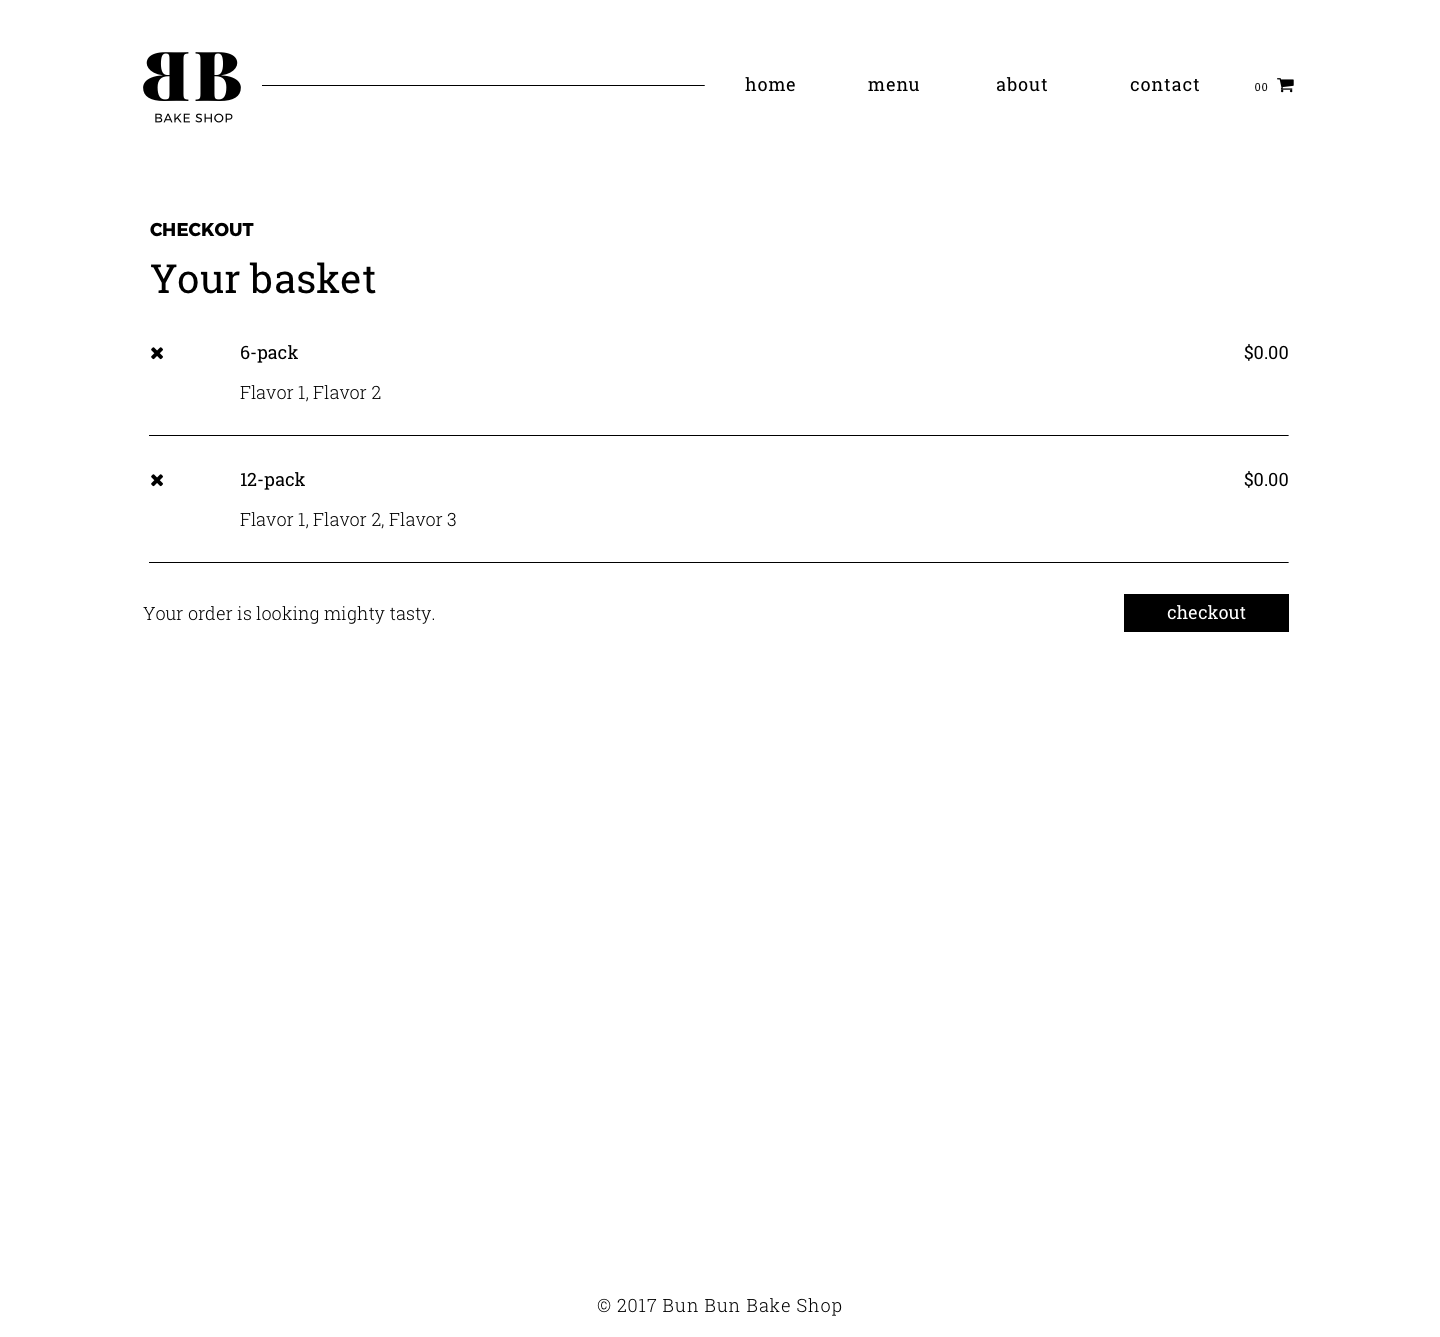 BB
BAKE SHOP
home menu about contact 00
CHECKOUT
Your basket
6-pack $0.00
Flavor 1, Flavor 2
12-pack $0.00
Flavor 1, Flavor 2, Flavor 3
Your order is looking mighty tasty. checkout
© 2017 Bun Bun Bake Shop